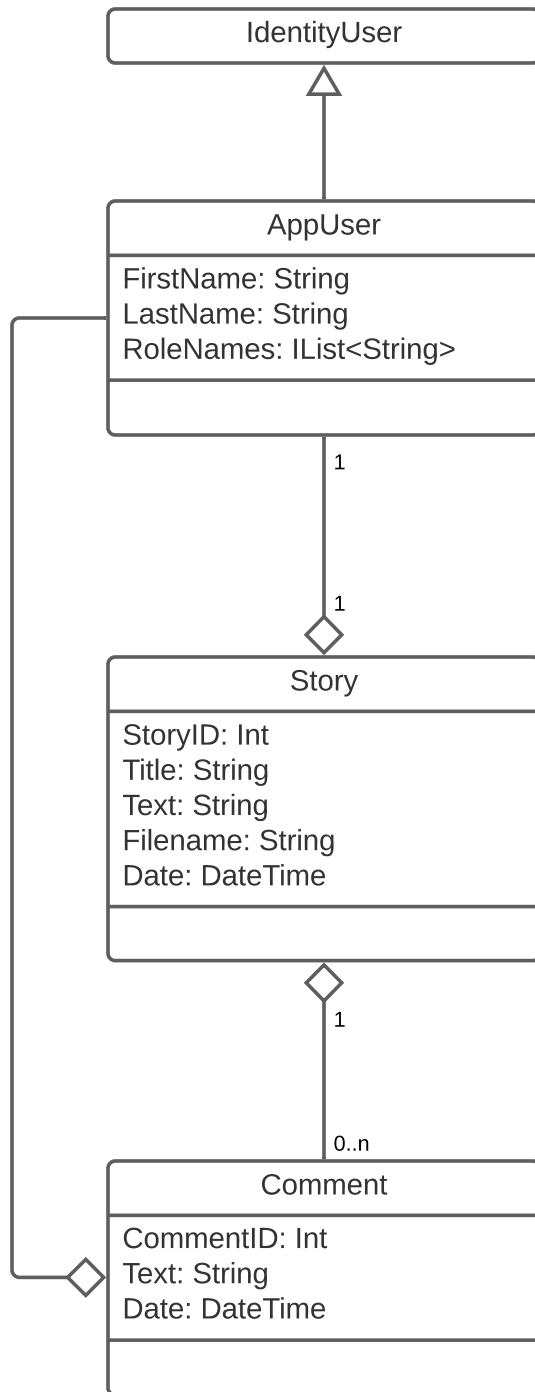 IdentityUser
AppUser
FirstName: String
LastName: String
RoleNames: IList<String>
1
1
Story
StoryID: Int
Title: String
Text: String
Filename: String
Date: DateTime
1
0..n
Comment
CommentID: Int
Text: String
Date: DateTime